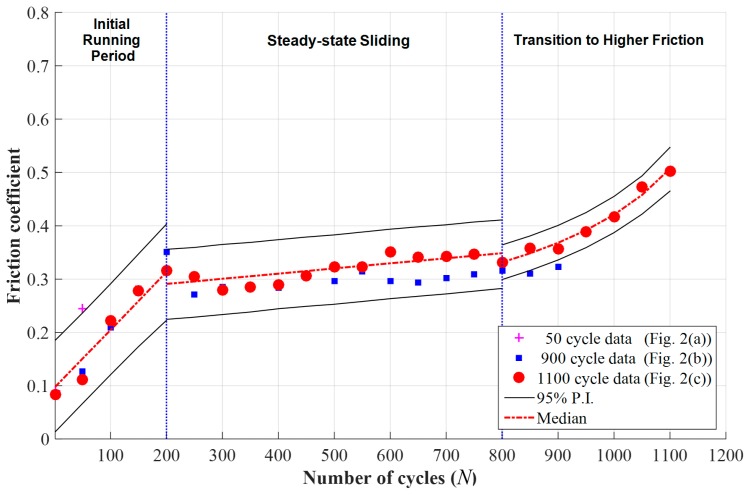 Initial
Running
Period
Steady-state Sliding
Transition to Higher Friction
Friction coefficient
0.8
0.7
0.6
0.5
0.4
0.3
0.2
0.1
0
50 cycle data (Fig. 2(a))
900 cycle data (Fig. 2(b))
1100 cycle data (Fig. 2(c))
95% P.I.
Median
100 200 300 400 500 600 700 800 900 1000 1100 1200
Number of cycles (N)